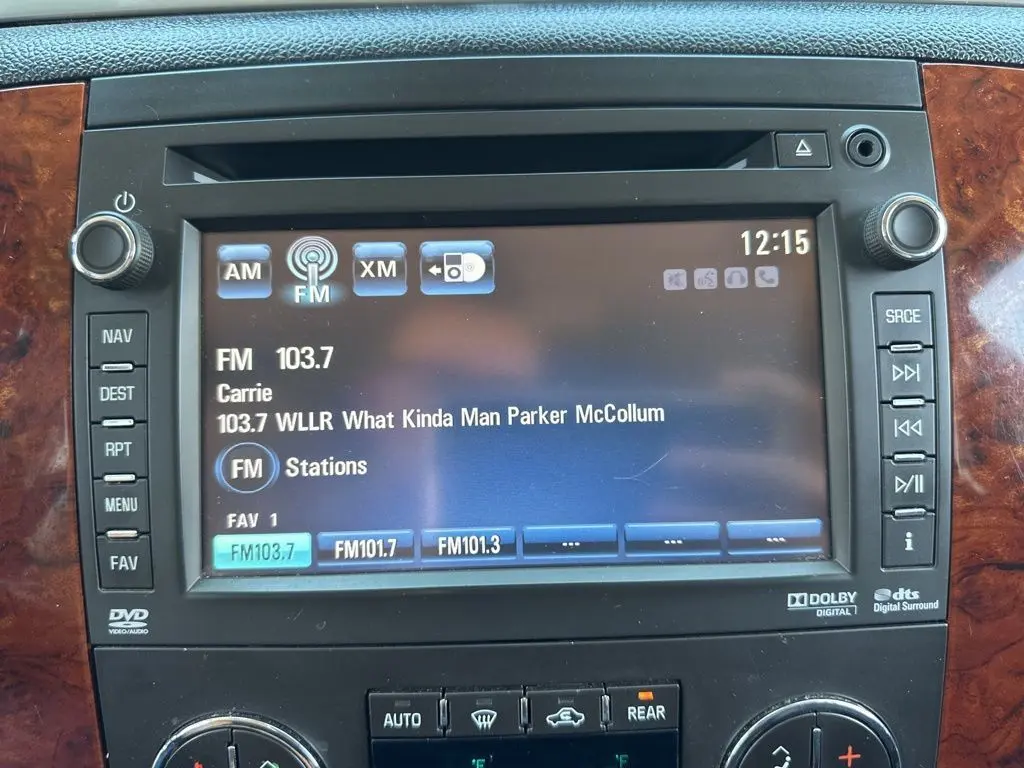 12:15
AM
FM
XM
NAV
DEST
RPT
MENU
FAV
FM 103.7
Carrie
103.7 WLLR What Kinda Man Parker McCollum
FM Stations
FAV 1
FM103.7 FM101.7 FM101.3 --- --- ---
SRCE
i
DVD
VIDEO/AUDIO
DOLBY
DIGITAL
dts
Digital Surround
AUTO
REAR
°F °F